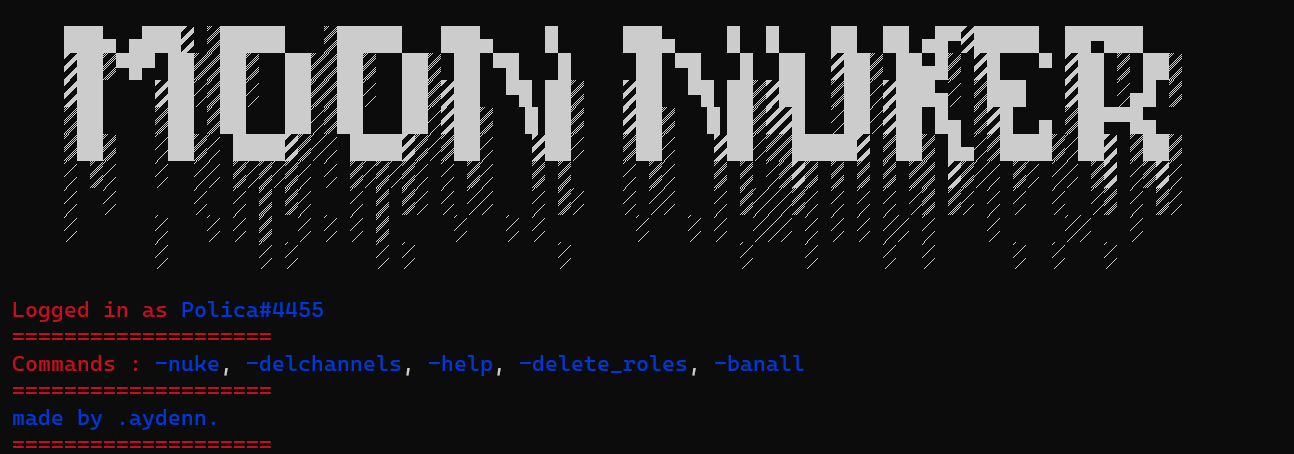 MOON NUKER
Logged in as Polica#4455
====================
Commands : -nuke, -delchannels, -help, -delete_roles, -banall
====================
made by .aydenn.
====================